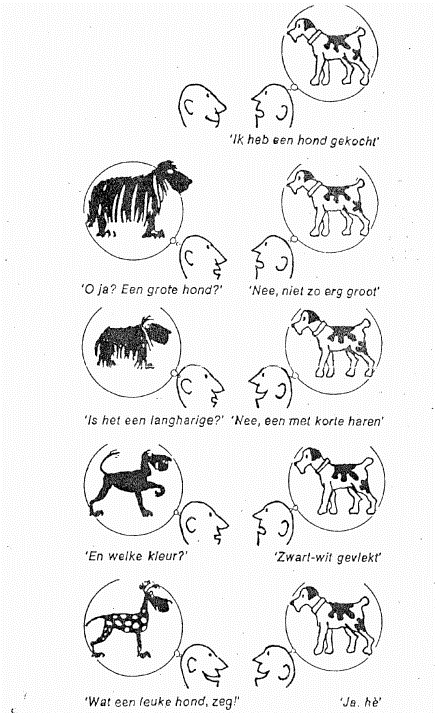 'Ik heb een hond gekocht'
'O ja? Een grote hond?' 'Nee, niet zo erg groot'
'Is het een langharige?' 'Nee, een met korte haren'
'En welke kleur?' 'Zwart-wit gevlekt'
'Wat een leuke hond, zeg!' 'Ja, hè'